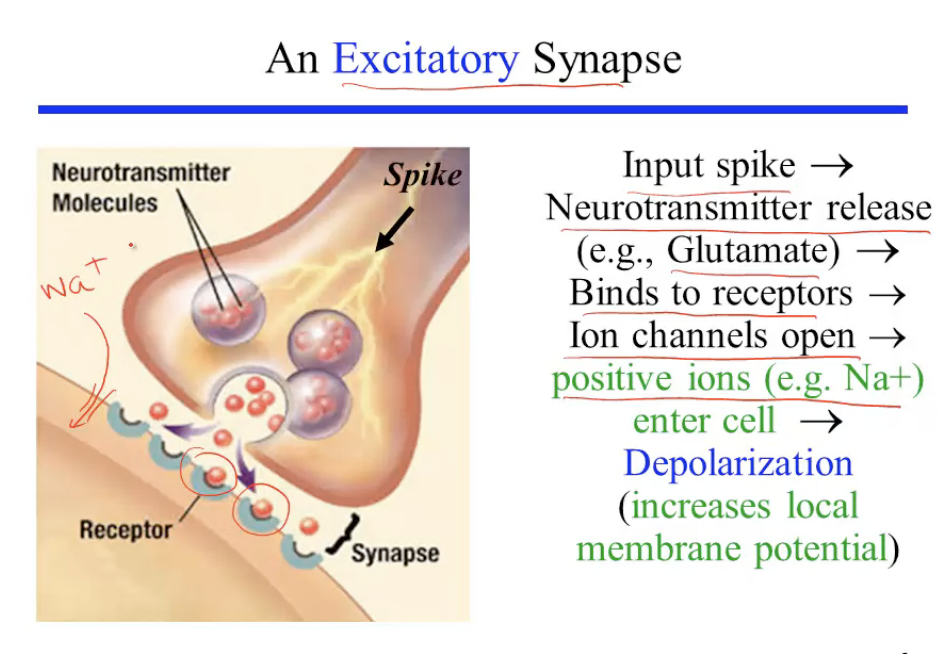 An Excitatory Synapse
Neurotransmitter
Molecules
Spike
Na+
Receptor
Synapse
Input spike →
Neurotransmitter release
(e.g., Glutamate) →
Binds to receptors →
Ion channels open →
positive ions (e.g. Na+)
enter cell →
Depolarization
(increases local
membrane potential)